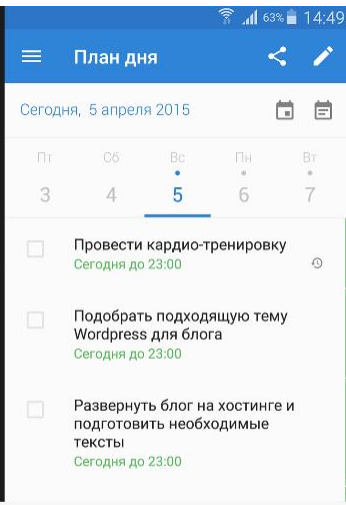 63% 14:49
План дня
Сегодня, 5 апреля 2015
Пт Сб Вс Пн Вт
3 4 5 6 7
Провести кардио-тренировку
Сегодня до 23:00
Подобрать подходящую тему
Wordpress для блога
Сегодня до 23:00
Развернуть блог на хостинге и
подготовить необходимые
тексты
Сегодня до 23:00